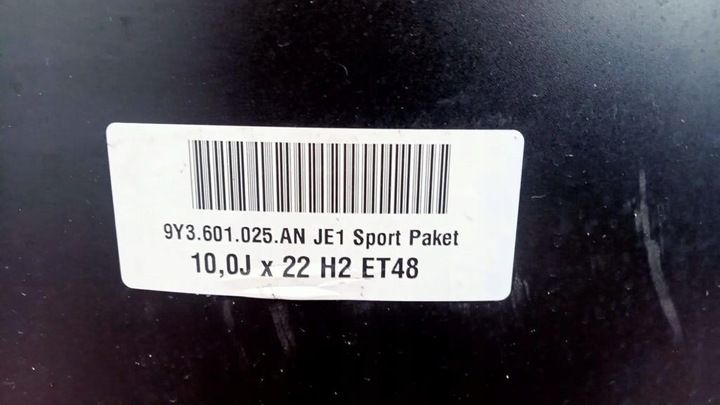 9Y3.601.025.AN JE1 Sport Paket
10,0J x 22 H2 ET48